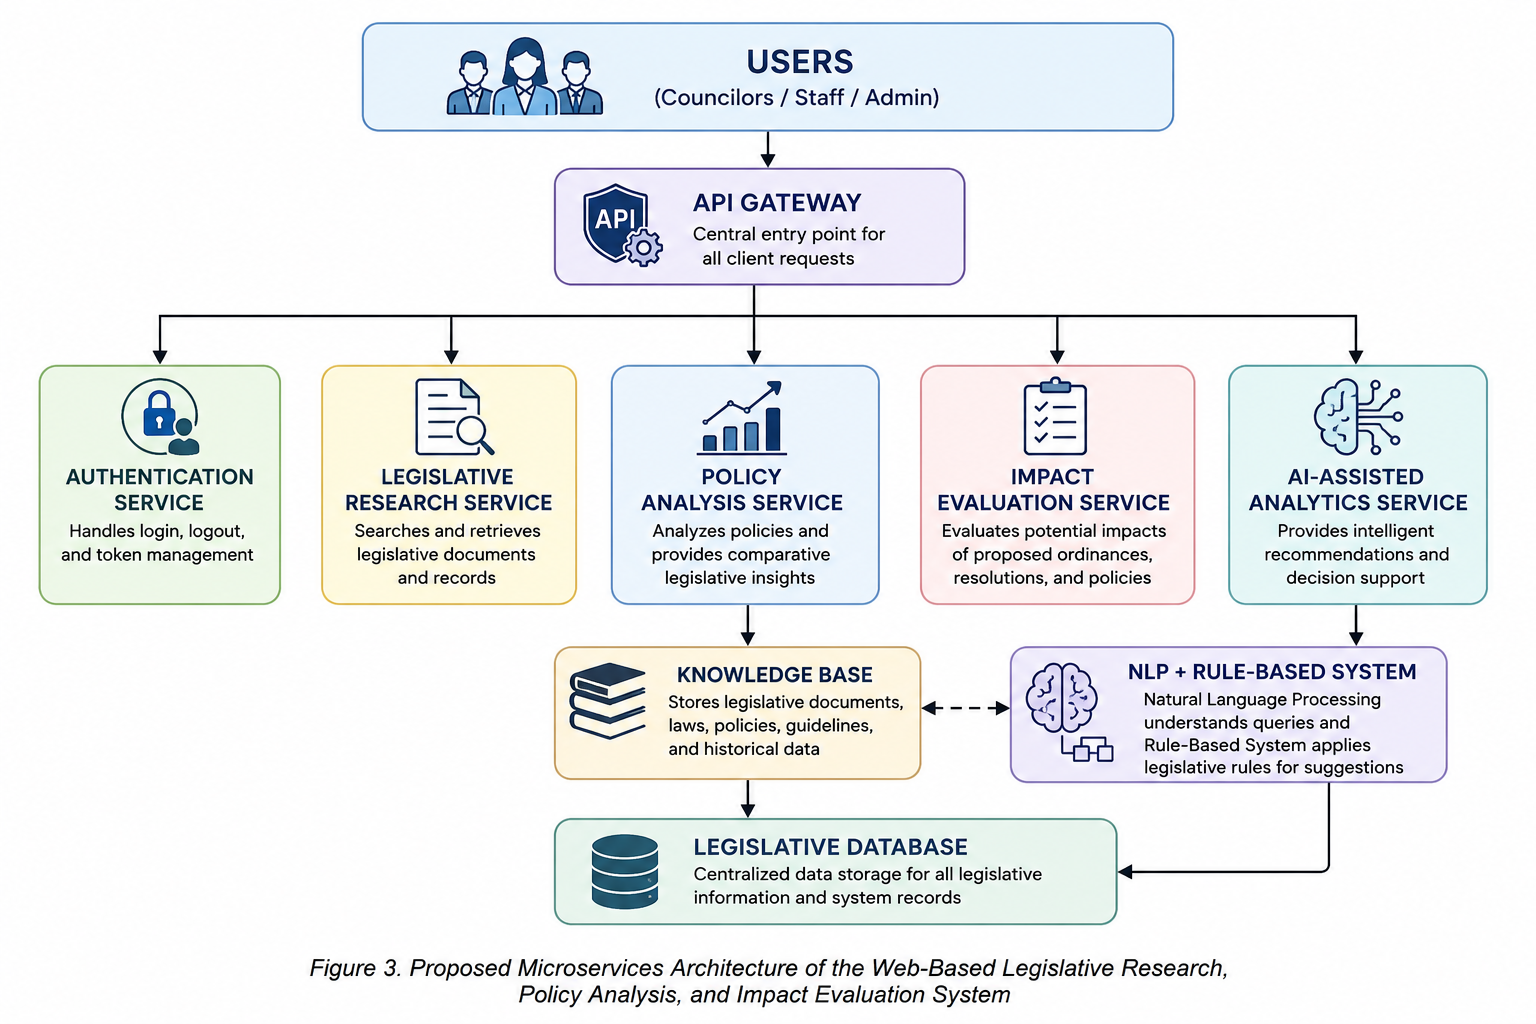 USERS
(Councilors / Staff / Admin)
API
API GATEWAY
Central entry point for
all client requests
AUTHENTICATION
SERVICE
Handles login, logout,
and token management
LEGISLATIVE
RESEARCH SERVICE
Searches and retrieves
legislative documents
and records
POLICY
ANALYSIS SERVICE
Analyzes policies and
provides comparative
legislative insights
IMPACT
EVALUATION SERVICE
Evaluates potential impacts
of proposed ordinances,
resolutions, and policies
AI-ASSISTED
ANALYTICS SERVICE
Provides intelligent
recommendations and
decision support
KNOWLEDGE BASE
Stores legislative documents,
laws, policies, guidelines,
and historical data
NLP + RULE-BASED SYSTEM
Natural Language Processing
understands queries and
Rule-Based System applies
legislative rules for suggestions
LEGISLATIVE DATABASE
Centralized data storage for all legislative
information and system records
Figure 3. Proposed Microservices Architecture of the Web-Based Legislative Research,
Policy Analysis, and Impact Evaluation System